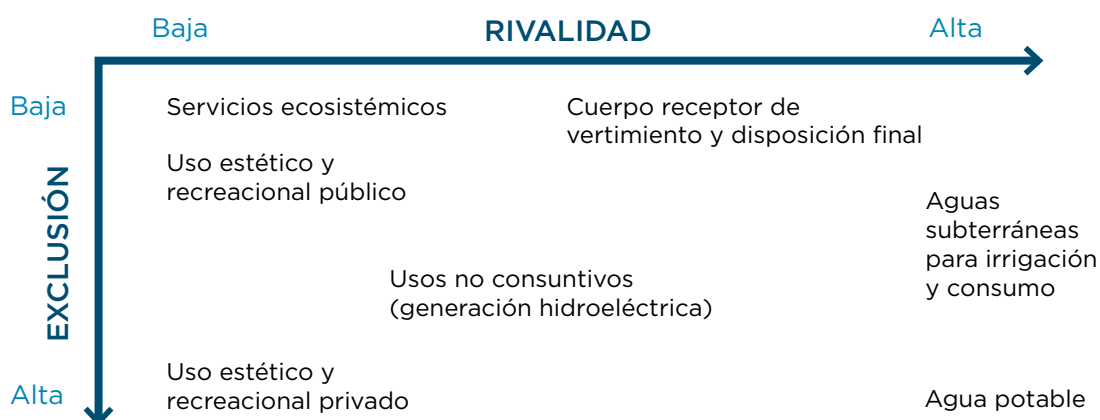 Baja
RIVALIDAD
Alta
Baja
Servicios ecosistémicos
Cuerpo receptor de
vertimiento y disposición final
Uso estético y
recreacional público
EXCLUSIÓN
Aguas
subterráneas
para irrigación
y consumo
Usos no consuntivos
(generación hidroeléctrica)
Alta
Uso estético y
recreacional privado
Agua potable